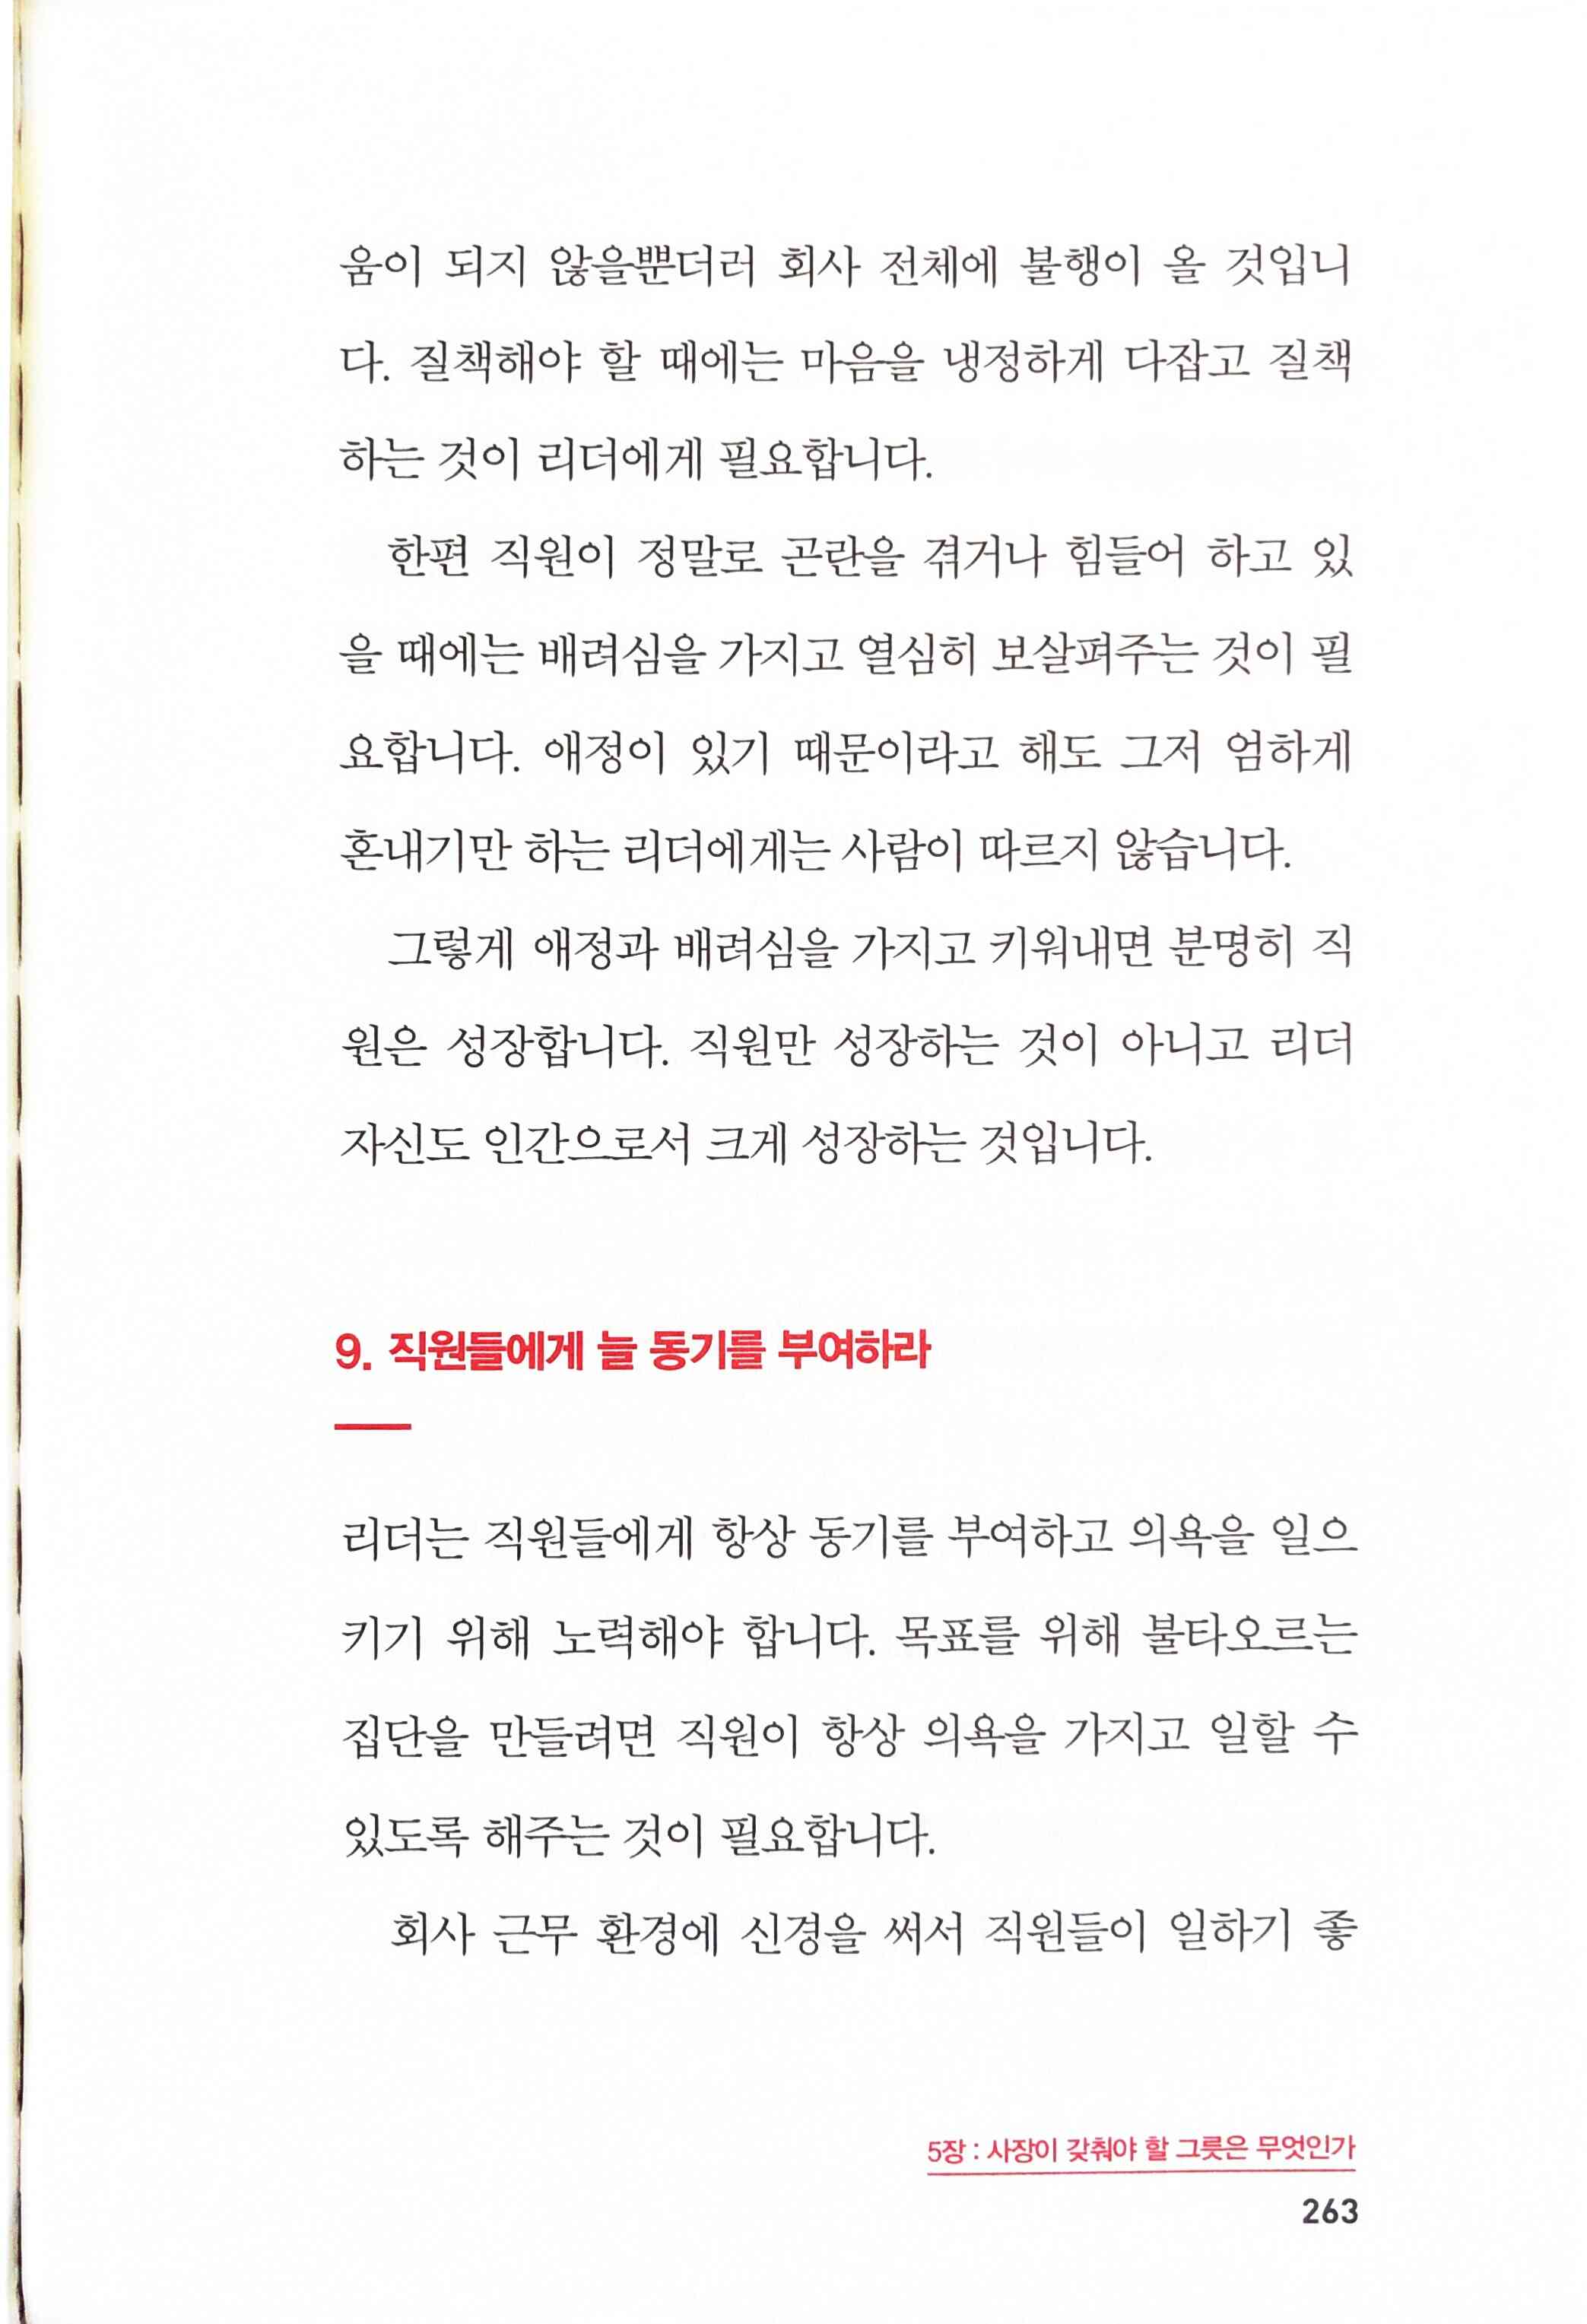 움이 되지 않을뿐더러 회사 전체에 불행이 올 것입니
다. 질책해야 할 때에는 마음을 냉정하게 다잡고 질책
하는 것이 리더에게 필요합니다.
한편 직원이 정말로 곤란을 겪거나 힘들어 하고 있
을 때에는 배려심을 가지고 열심히 보살펴주는 것이 필
요합니다. 애정이 있기 때문이라고 해도 그저 엄하게
혼내기만 하는 리더에게는 사람이 따르지 않습니다.
그렇게 애정과 배려심을 가지고 키워내면 분명히 직
원은 성장합니다. 직원만 성장하는 것이 아니고 리더
자신도 인간으로서 크게 성장하는 것입니다.
9. 직원들에게 늘 동기를 부여하라
리더는 직원들에게 항상 동기를 부여하고 의욕을 일으
키기 위해 노력해야 합니다. 목표를 위해 불타오르는
집단을 만들려면 직원이 항상 의욕을 가지고 일할 수
있도록 해주는 것이 필요합니다.
회사 근무 환경에 신경을 써서 직원들이 일하기 좋
5장 : 사장이 갖춰야 할 그릇은 무엇인가
263